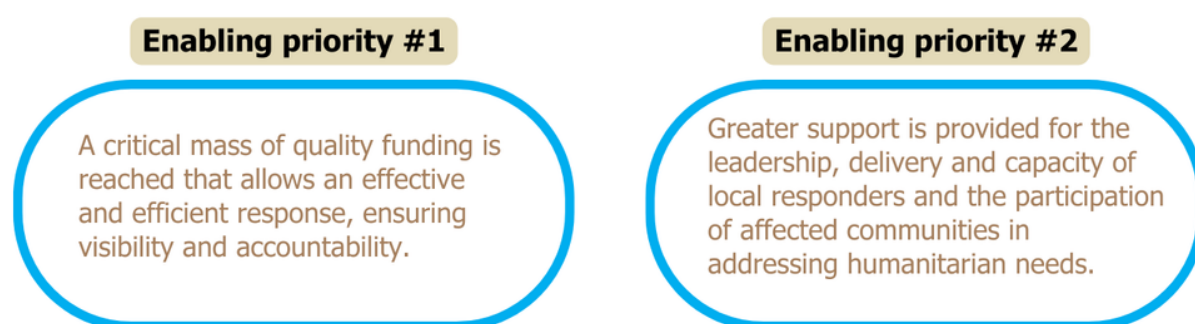 Enabling priority #1
A critical mass of quality funding is
reached that allows an effective
and efficient response, ensuring
visibility and accountability.
Enabling priority #2
Greater support is provided for the
leadership, delivery and capacity of
local responders and the participation
of affected communities in
addressing humanitarian needs.